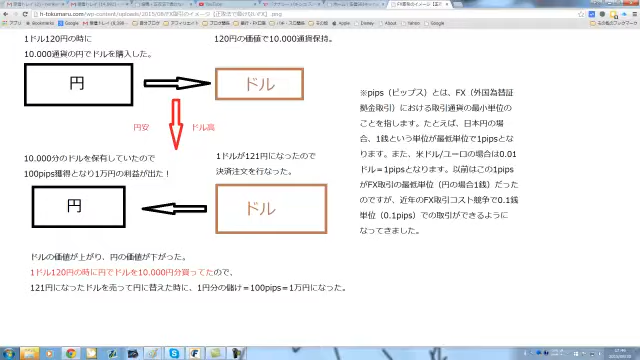 h-tokumaru.com/wp-content/uploads/2015/08/FX取引のイメージ
1ドル120円の時に
10.000通貨の円でドルを購入した。
120円の価値で10.000通貨保持。
円
ドル
円安
ドル高
10.000分のドルを保有していたので
100pips獲得となり1万円の利益が出た！
1ドルが121円になったので
決済注文を行なった。
円
ドル
ドルの価値が上がり、円の価値が下がった。
1ドル120円の時に円でドルを10.000円分買ってたので、
121円になったドルを売って円に替えた時に、1円分の儲け＝100pips＝1万円になった。
※pips（ピップス）とは、FX（外国為替証
拠金取引）における取引通貨の最小単位の
ことを指します。たとえば、日本円の場
合、1銭という単位が最低単位で1pipsとな
ります。また、米ドル/ユーロの場合は0.01
ドル＝1pipsとなります。以前はこの1pips
がFX取引の最低単位（円の場合1銭）だった
のですが、近年のFX取引コスト競争で0.1銭
単位（0.1pips）での取引ができるように
なってきました。